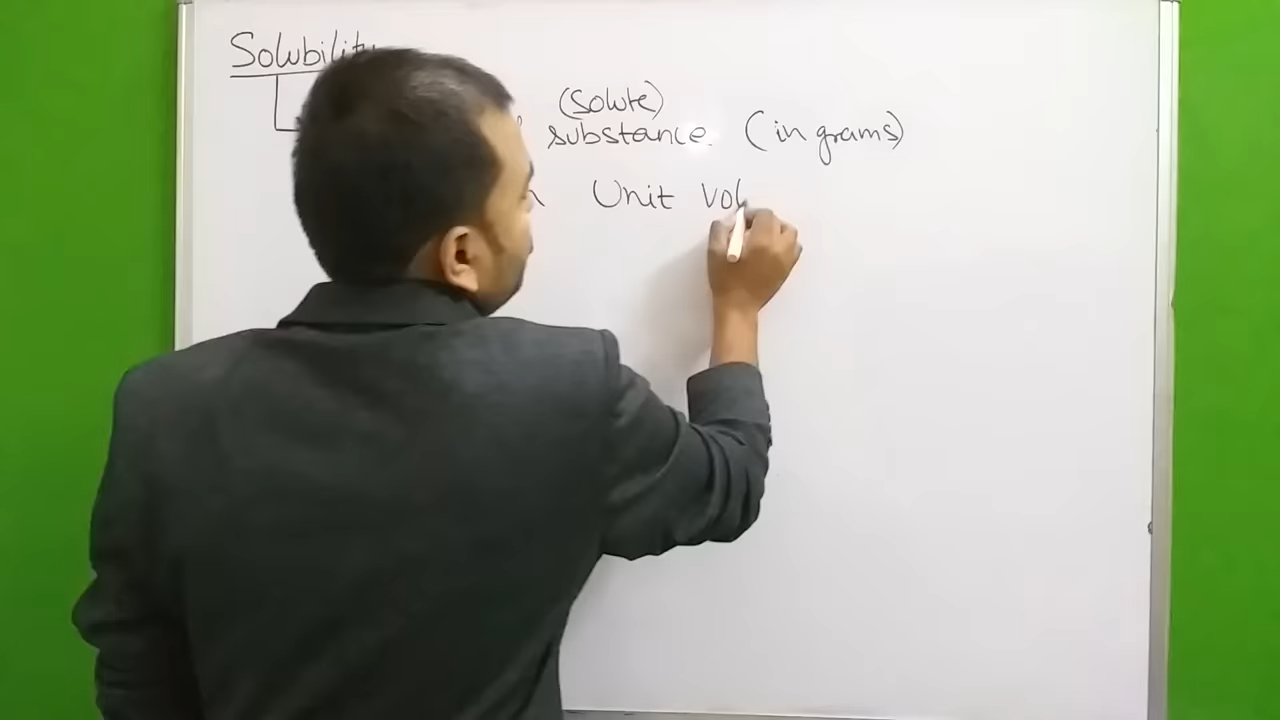 Solubility
(Solute)
substance. (in grams)
Unit Vol